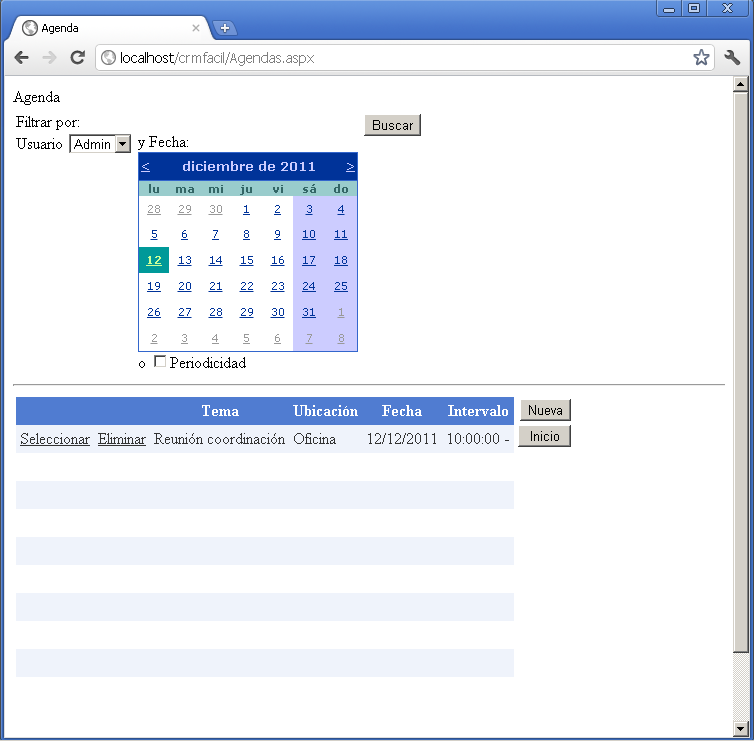 Agenda
localhost/crmfacil/Agendas.aspx
Agenda
Filtrar por:
Usuario Admin y Fecha: Buscar
< diciembre de 2011 >
lu ma mi ju vi sá do
28 29 30 1 2 3 4
5 6 7 8 9 10 11
12 13 14 15 16 17 18
19 20 21 22 23 24 25
26 27 28 29 30 31 1
2 3 4 5 6 7 8
o Periodicidad
Tema Ubicación Fecha Intervalo Nueva
Seleccionar Eliminar Reunión coordinación Oficina 12/12/2011 10:00:00 - Inicio